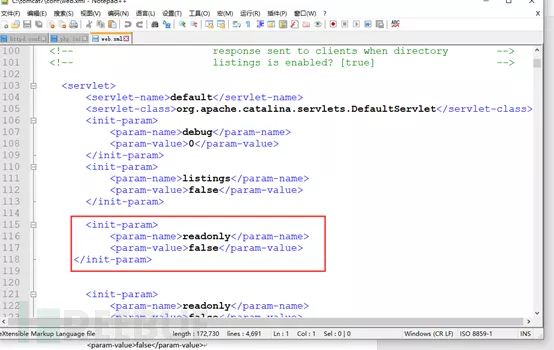 C:\tomcat7\conf\web.xml - Notepad++
文件(F) 编辑(E) 搜索(S) 视图(V) 编码(N) 语言(L) 设置(T) 工具(O) 宏(M) 运行(R) 插件(P) 窗口(W) ?
web.xml
100 <!-- response sent to clients when directory -->
101 <!-- listings is enabled? [true] -->
102
103 <servlet>
104 <servlet-name>default</servlet-name>
105 <servlet-class>org.apache.catalina.servlets.DefaultServlet</servlet-class>
106 <init-param>
107 <param-name>debug</param-name>
108 <param-value>0</param-value>
109 </init-param>
110 <init-param>
111 <param-name>listings</param-name>
112 <param-value>false</param-value>
113 </init-param>
114
115 <init-param>
116 <param-name>readonly</param-name>
117 <param-value>false</param-value>
118 </init-param>
119
120
121 <init-param>
122 <param-name>readonly</param-name>
123 <param-value>false</param-value>
eXtensible Markup Language file length : 172,730 lines : 4,691 Ln : 1 Col : 1 Sel : 0 | 0 Windows (CR LF) ISO 8859-1 INS
<param-value>false</param-value>